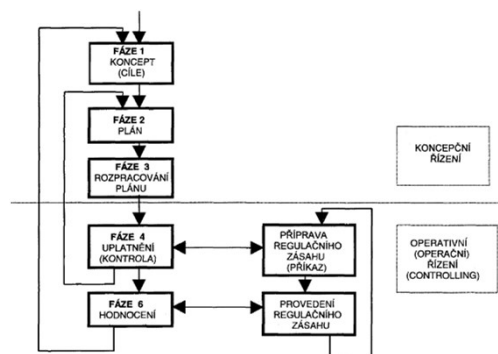 FÁZE 1
KONCEPT
(CÍLE)
FÁZE 2
PLÁN
FÁZE 3
ROZPRACOVÁNÍ
PLÁNU
KONCEPČNÍ
ŘÍZENÍ
FÁZE 4
UPLATNĚNÍ
(KONTROLA)
PŘÍPRAVA
REGULAČNÍHO
ZÁSAHU
(PŘÍKAZ)
OPERATIVNÍ
(OPERAČNÍ)
ŘÍZENÍ
(CONTROLLING)
FÁZE 6
HODNOCENÍ
PROVEDENÍ
REGULAČNÍHO
ZÁSAHU